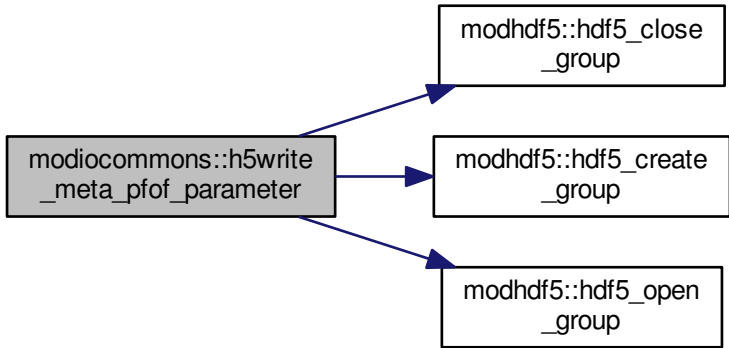 modhdf5::hdf5_close
_group
modiocommons::h5write
_meta_pfof_parameter
modhdf5::hdf5_create
_group
modhdf5::hdf5_open
_group